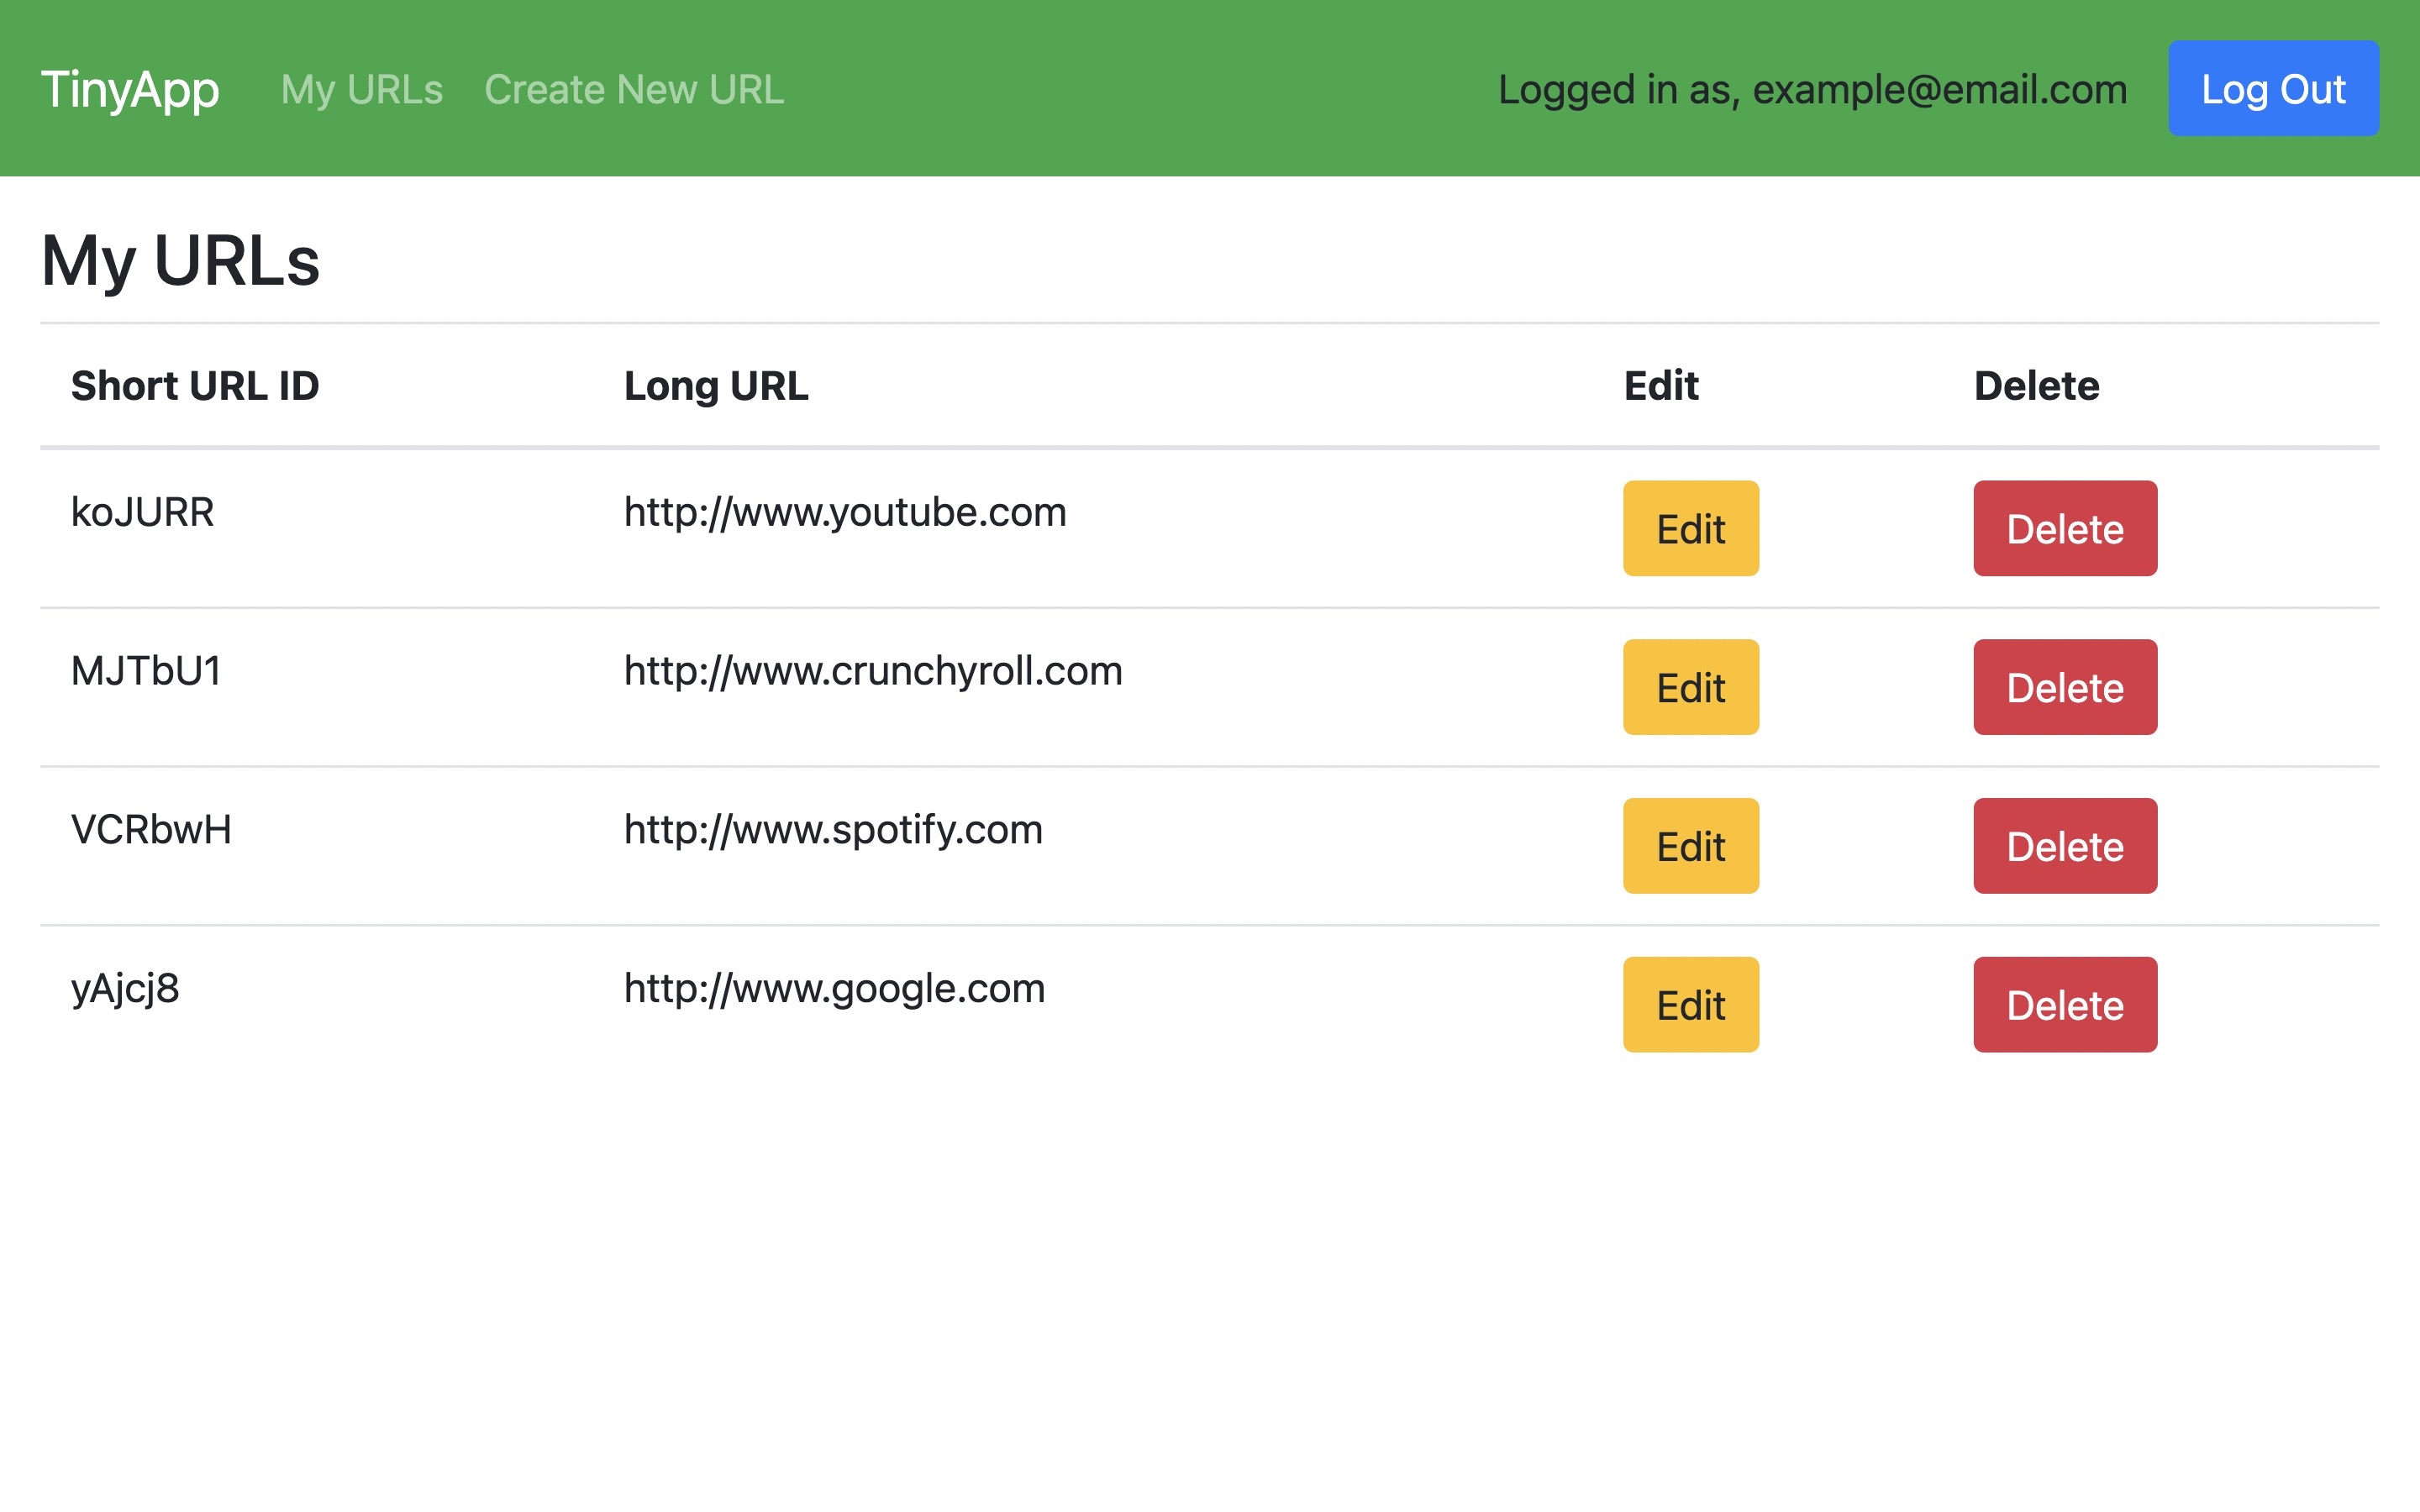 TinyApp My URLs Create New URL Logged in as, example@email.com Log Out
My URLs
Short URL ID Long URL Edit Delete
koJURR http://www.youtube.com Edit Delete
MJTbU1 http://www.crunchyroll.com Edit Delete
VCRbwH http://www.spotify.com Edit Delete
yAjcj8 http://www.google.com Edit Delete